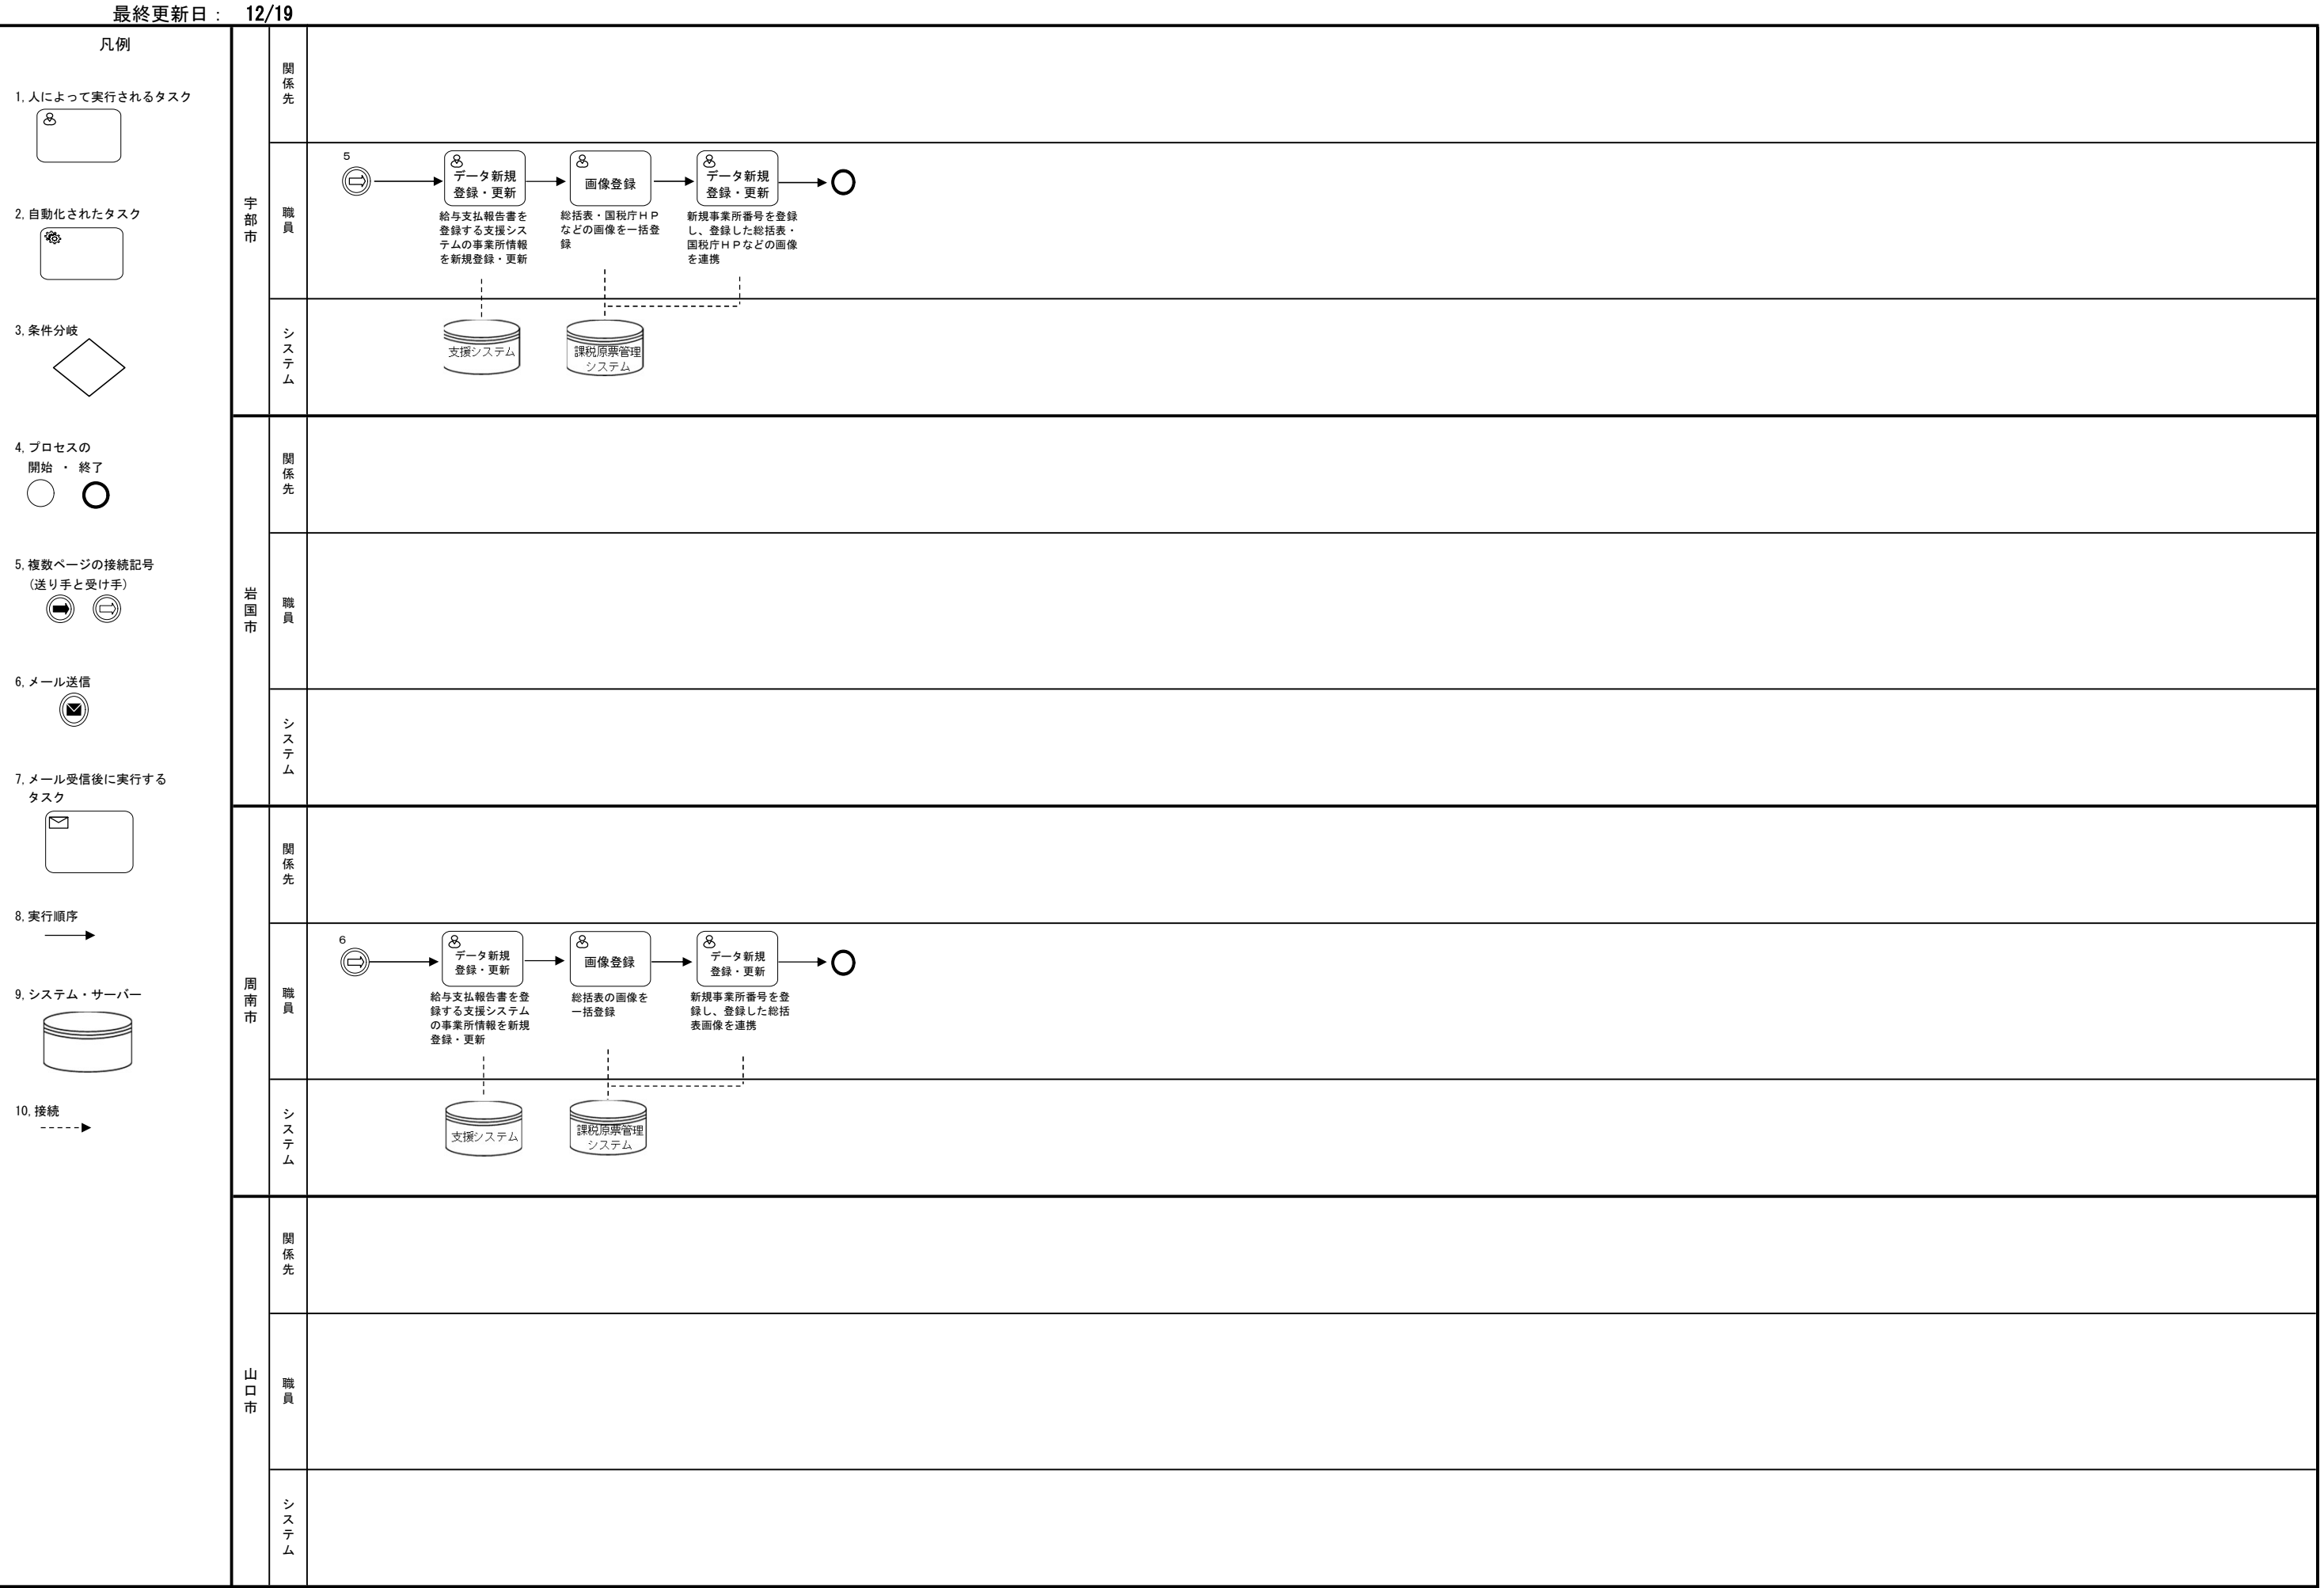 最終更新日： 12/19
凡例
1,人によって実行されるタスク
2,自動化されたタスク
3,条件分岐
4,プロセスの
開始 ・ 終了
5,複数ページの接続記号
(送り手と受け手)
6,メール送信
7,メール受信後に実行する
タスク
8,実行順序
9,システム・サーバー
10,接続
宇部市
関係先
職員
5
データ新規
登録・更新
給与支払報告書を
登録する支援シス
テムの事業所情報
を新規登録・更新
画像登録
総括表・国税庁ＨＰ
などの画像を一括登
録
データ新規
登録・更新
新規事業所番号を登録
し、登録した総括表・
国税庁ＨＰなどの画像
を連携
システム
支援システム
課税原票管理
システム
岩国市
関係先
職員
システム
周南市
関係先
職員
6
データ新規
登録・更新
給与支払報告書を登
録する支援システム
の事業所情報を新規
登録・更新
画像登録
総括表の画像を
一括登録
データ新規
登録・更新
新規事業所番号を登
録し、登録した総括
表画像を連携
システム
支援システム
課税原票管理
システム
山口市
関係先
職員
システム